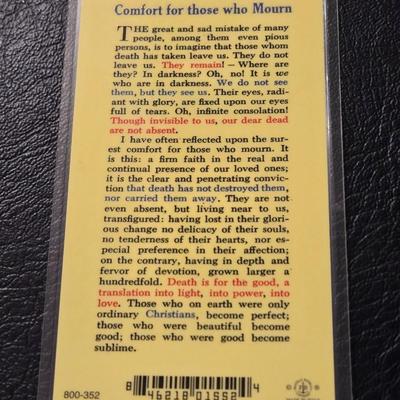 Comfort for those who Mourn
THE great and sad mistake of many
people, among them even pious
persons, is to imagine that those whom
death has taken leave us. They do not
leave us. They remain! — Where are
they? In darkness? Oh, no! It is we
who are in darkness. We do not see
them, but they see us. Their eyes, radi-
ant with glory, are fixed upon our eyes
full of tears. Oh, infinite consolation!
Though invisible to us, our dear dead
are not absent.
I have often reflected upon the sur-
est comfort for those who mourn. It
is this: a firm faith in the real and
continual presence of our loved ones; it
is the clear and penetrating convic-
tion that death has not destroyed them,
nor carried them away. They are not
even absent, but living near to us,
transfigured: having lost in their glori-
ous change no delicacy of their souls,
no tenderness of their hearts, nor es-
pecial preference in their affection;
on the contrary, having in depth and
fervor of devotion, grown larger a
hundredfold. Death is for the good, a
translation into light, into power, into
love. Those who on earth were only
ordinary Christians, become perfect;
those who were beautiful become
good; those who were good become
sublime.
800-352
8 46218 01552 4